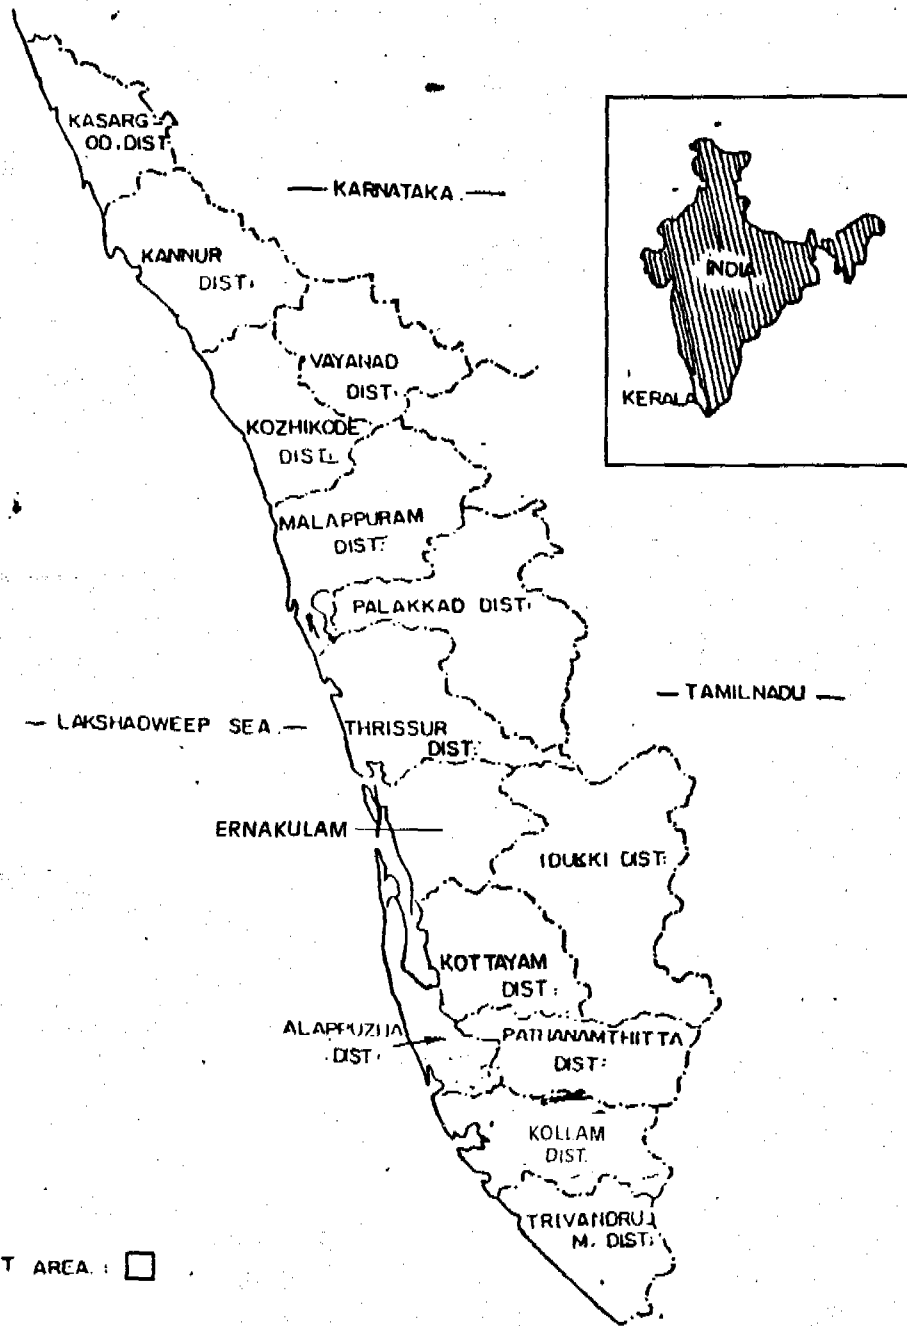 KASARG
OD. DIST
KARNATAKA
KANNUR
DIST.
INDIA
KERALA
VAYANAD
DIST.
KOZHIKODE
DIST.
MALAPPURAM
DIST:
PALAKKAD DIST:
TAMILNADU
LAKSHADWEEP SEA
THRISSUR
DIST:
ERNAKULAM
IDUKKI DIST:
KOTTAYAM
DIST:
ALAPPUZHA
DIST.
PATHANAMTHITTA
DIST:
KOLLAM
DIST.
TRIVANDRU
M. DIST:
T AREA :